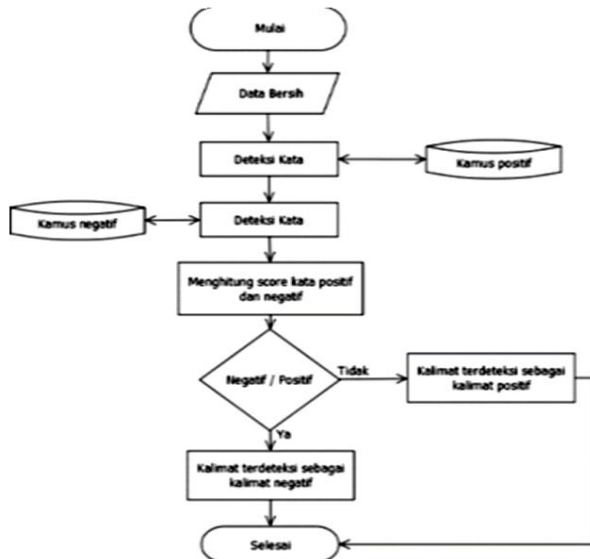 Mulai
Data Bersih
Deteksi Kata
Kamus positif
Kamus negatif
Deteksi Kata
Menghitung score kata positif
dan negatif
Negatif / Positif
Tidak
Kalimat terdeteksi sebagai
kalimat positif
Ya
Kalimat terdeteksi sebagai
kalimat negatif
Selesai